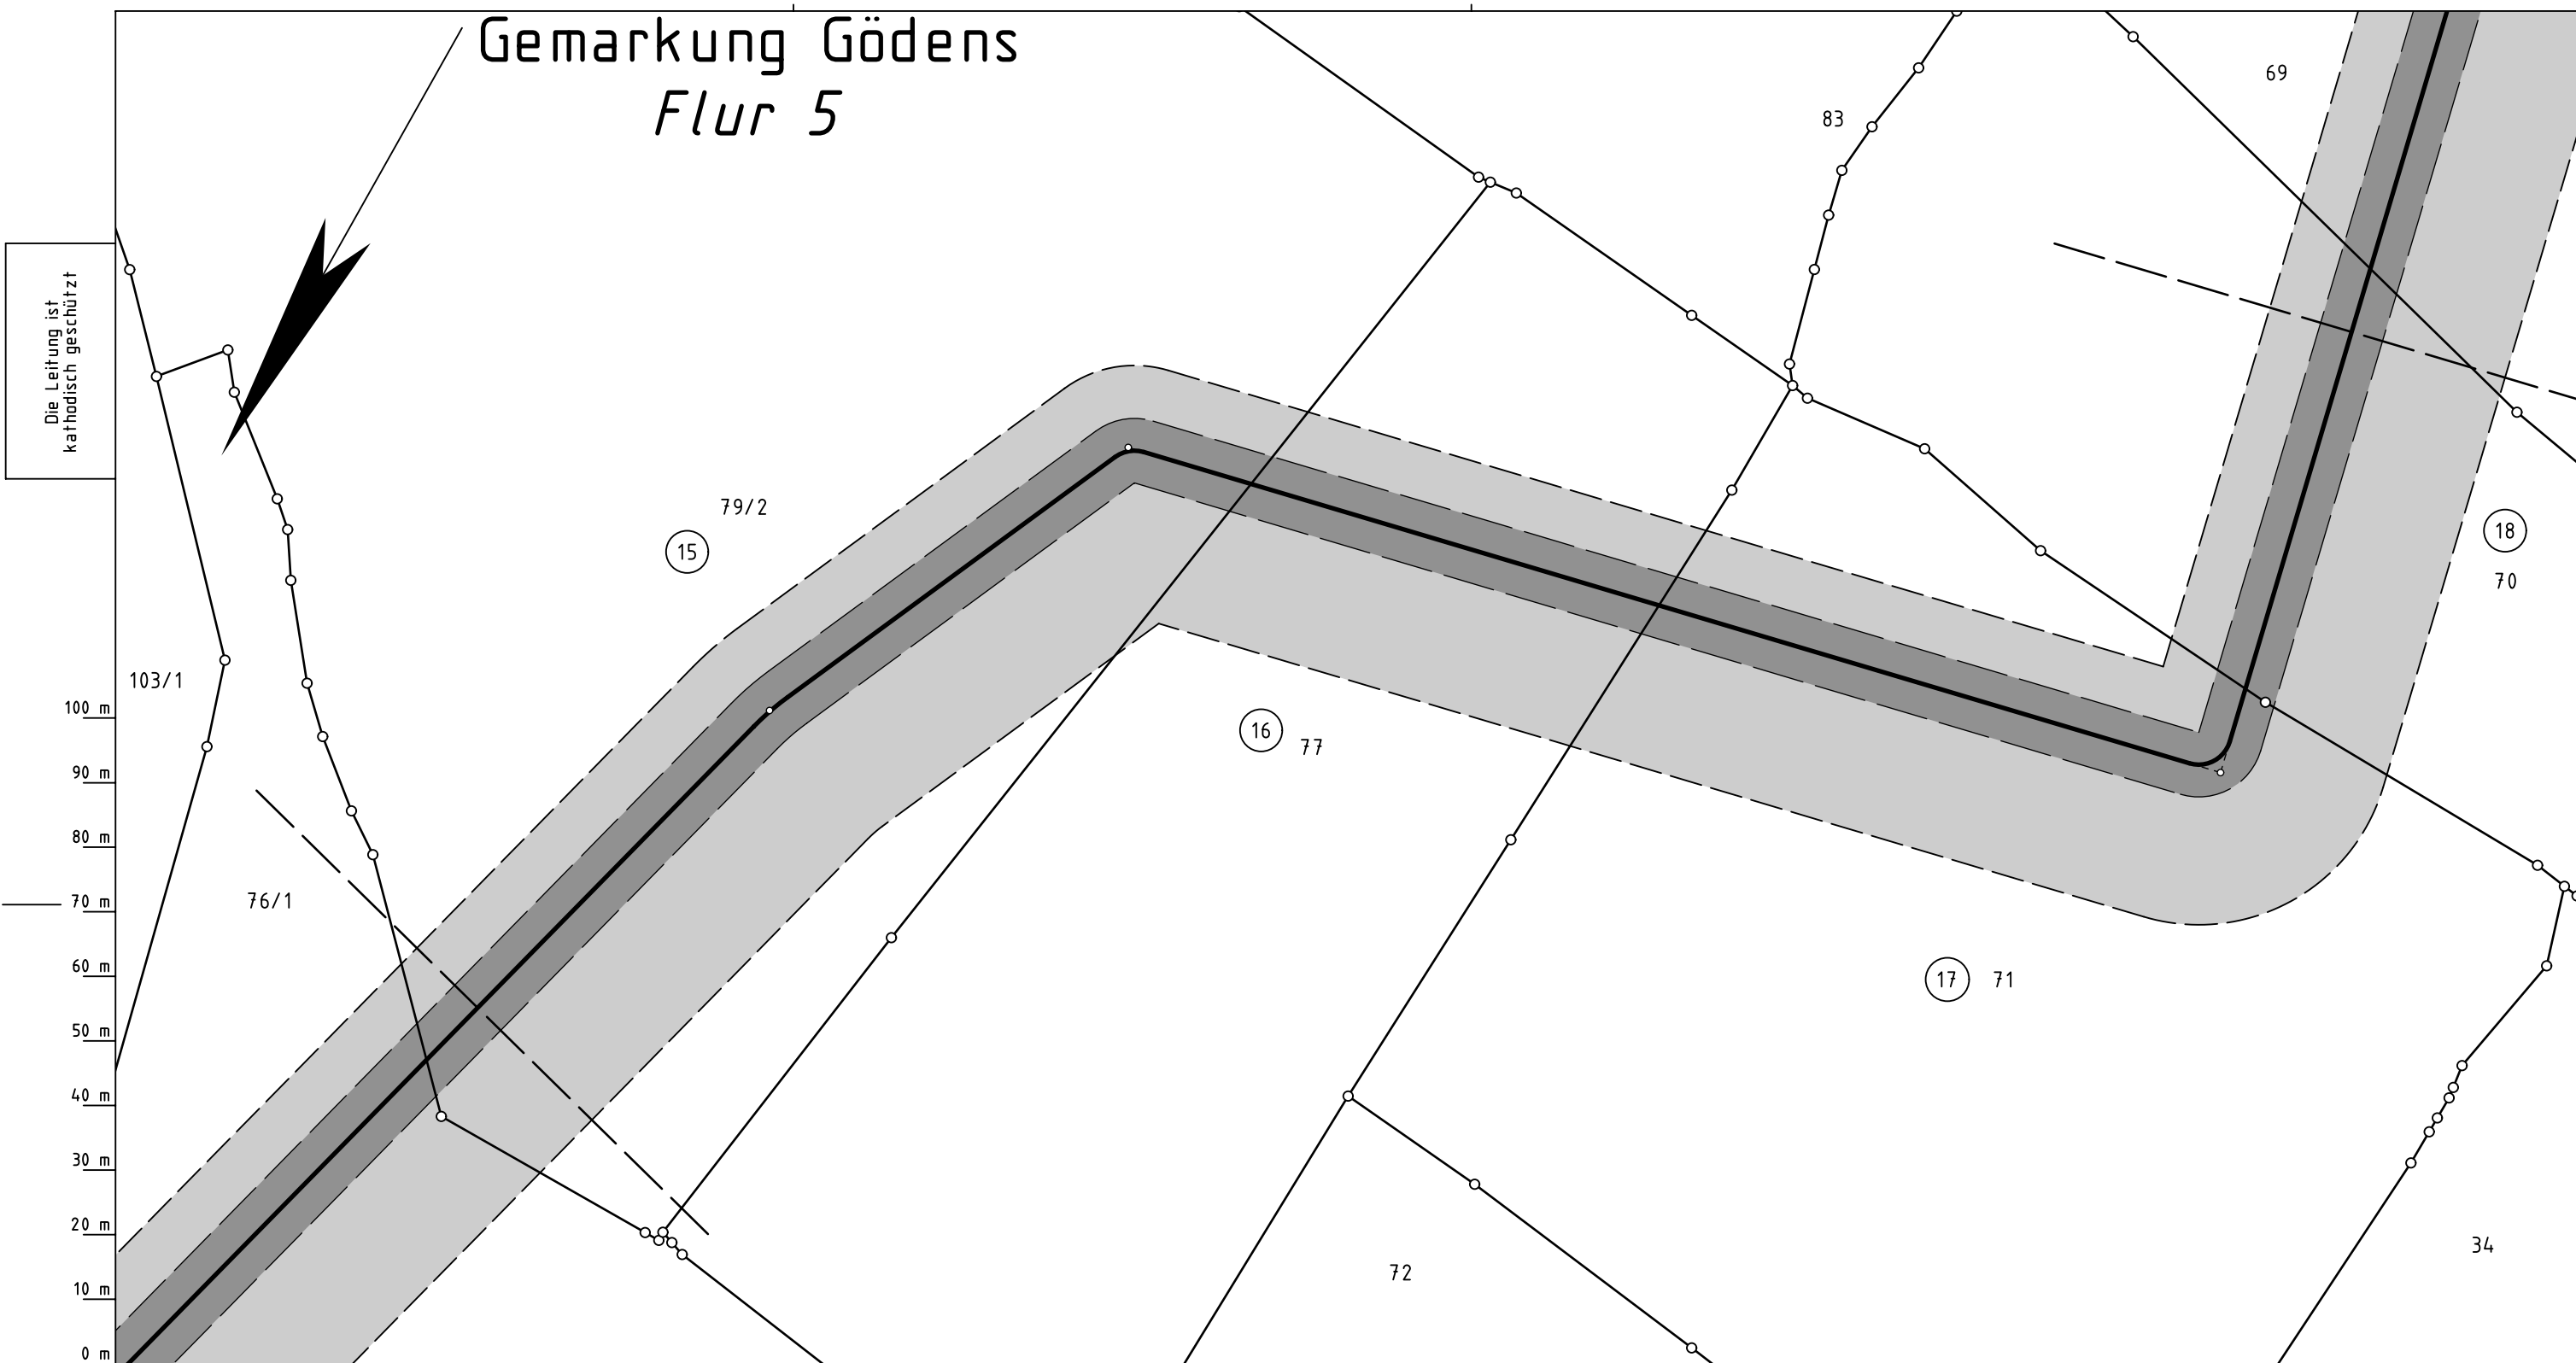 Gemarkung Gödens
Flur 5
69
83
Die Leitung ist
kathodisch geschützt
79/2
15
18
70
103/1
100 m
16
77
90 m
80 m
76/1
70 m
60 m
17
71
50 m
40 m
30 m
20 m
34
72
10 m
0 m